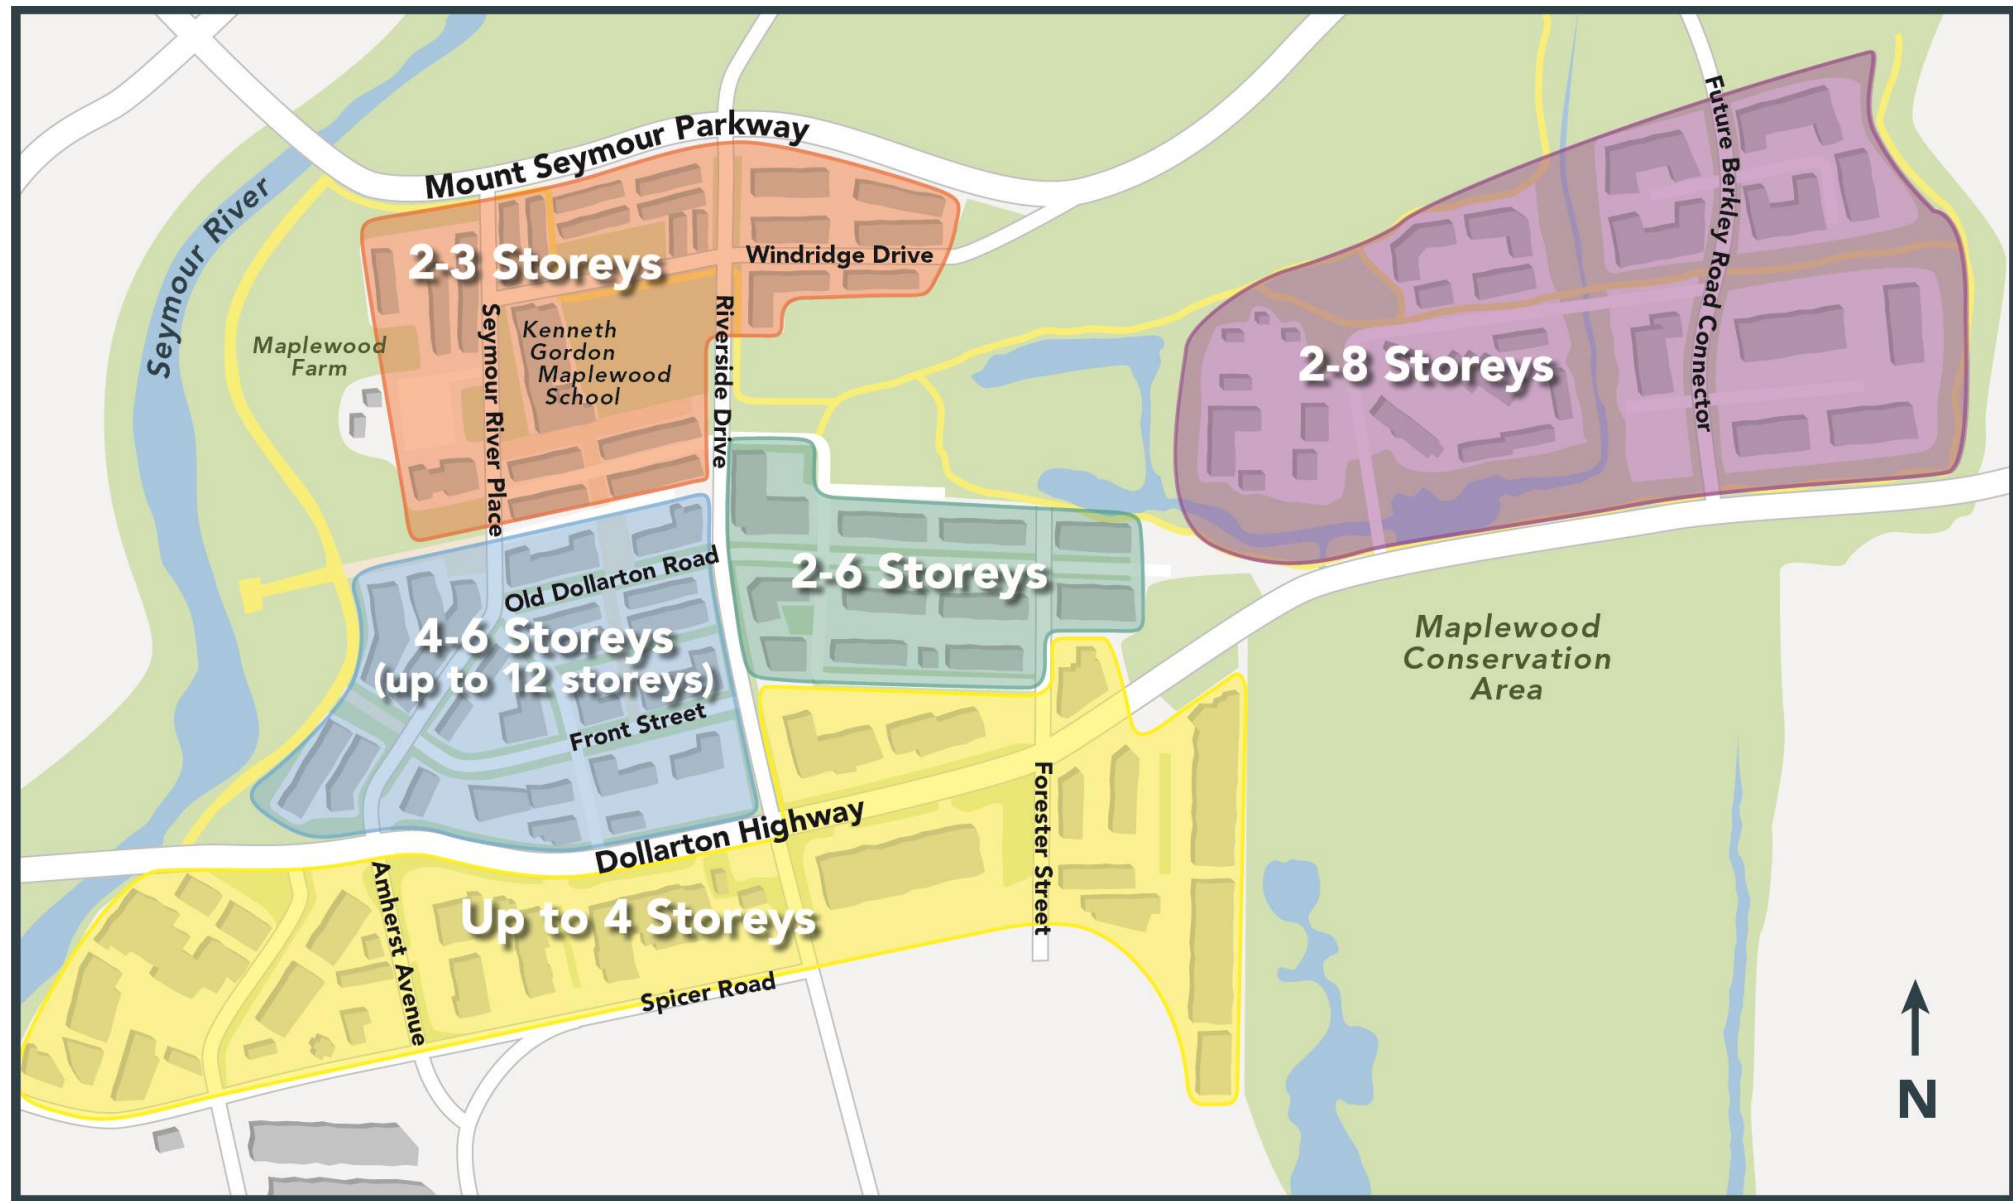 Mount Seymour Parkway
Future Berkley Road Connector
Seymour River
2-3 Storeys
Windridge Drive
Riverside Drive
Seymour River Place
Kenneth
Gordon
Maplewood
School
Maplewood
Farm
2-8 Storeys
Old Dollarton Road
2-6 Storeys
4-6 Storeys
(up to 12 storeys)
Front Street
Maplewood
Conservation
Area
Dollarton Highway
Forester Street
Amherst Avenue
Up to 4 Storeys
Spicer Road
N